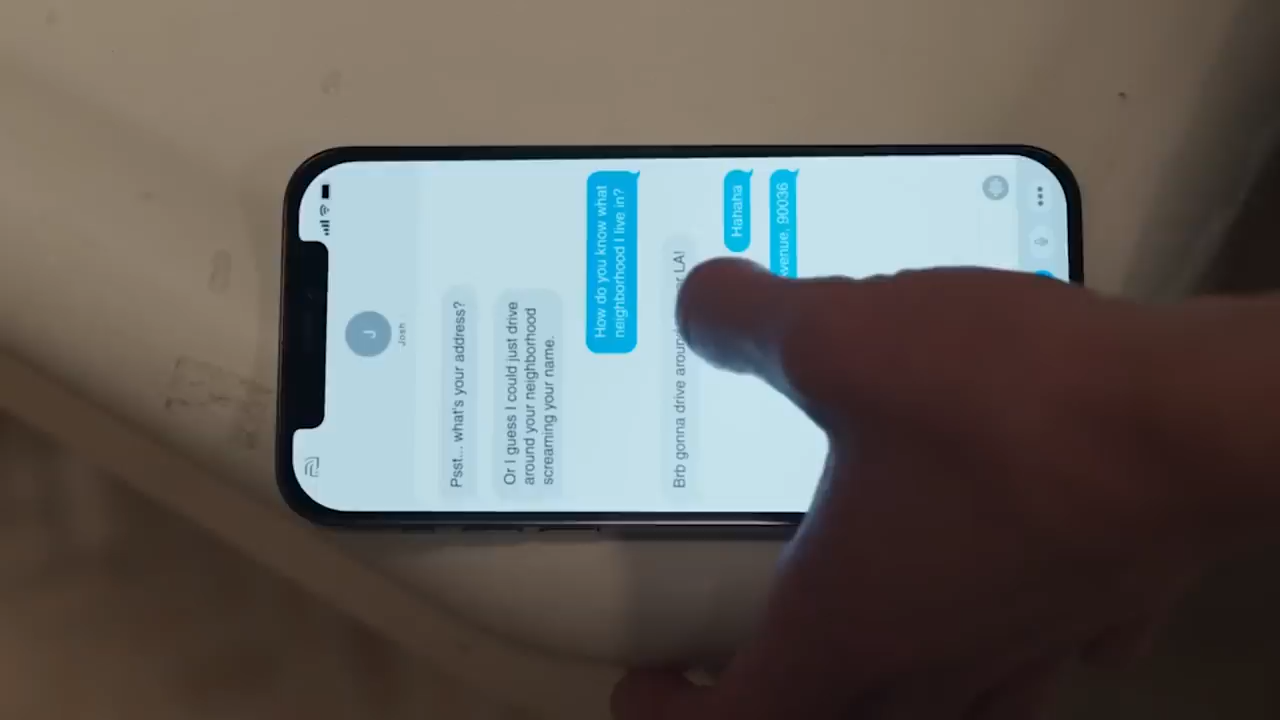 J
Josh
Psst... what's your address?
Or I guess I could just drive
around your neighborhood
screaming your name.
How do you know what
neighborhood I live in?
Brb gonna drive around LA!
Hahaha
90036